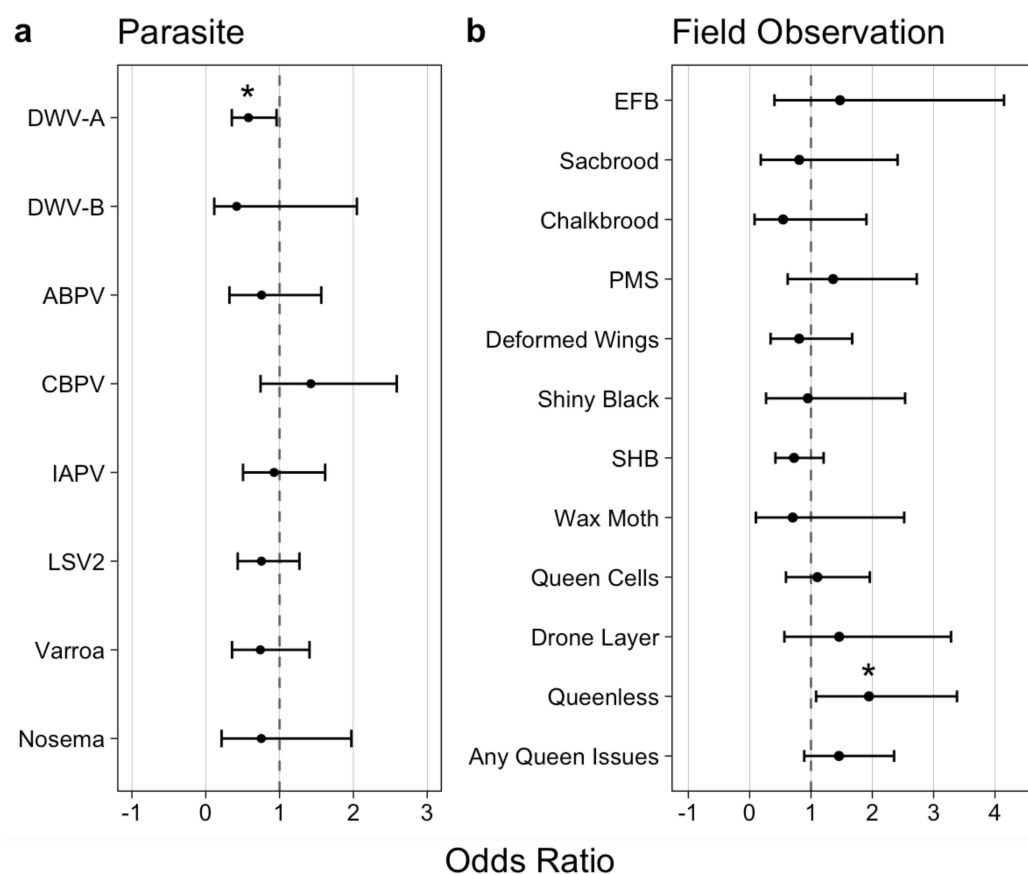 a Parasite
DWV-A
*
DWV-B
ABPV
CBPV
IAPV
LSV2
Varroa
Nosema
-1 0 1 2 3
b Field Observation
EFB
Sacbrood
Chalkbrood
PMS
Deformed Wings
Shiny Black
SHB
Wax Moth
Queen Cells
Drone Layer
*
Queenless
Any Queen Issues
-1 0 1 2 3 4
Odds Ratio